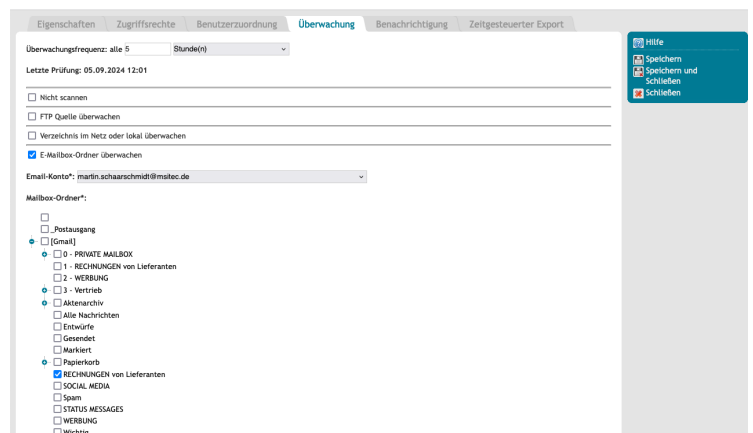 Eigenschaften Zugriffsrechte Benutzerzuordnung Überwachung Benachrichtigung Zeitgesteuerter Export
Überwachungsfrequenz: alle 5 Stunde(n)
Letzte Prüfung: 05.09.2024 12:01
Nicht scannen
FTP Quelle überwachen
Verzeichnis im Netz oder lokal überwachen
E-Mailbox-Ordner überwachen
Email-Konto*: martin.schaarschmidt@msitec.de
Mailbox-Ordner*:
_Postausgang
[Gmail]
0 - PRIVATE MAILBOX
1 - RECHNUNGEN von Lieferanten
2 - WERBUNG
3 - Vertrieb
Aktenarchiv
Alle Nachrichten
Entwürfe
Gesendet
Markiert
Papierkorb
RECHNUNGEN von Lieferanten
SOCIAL MEDIA
Spam
STATUS MESSAGES
WERBUNG
Wichtig
Hilfe
Speichern
Speichern und
Schließen
Schließen